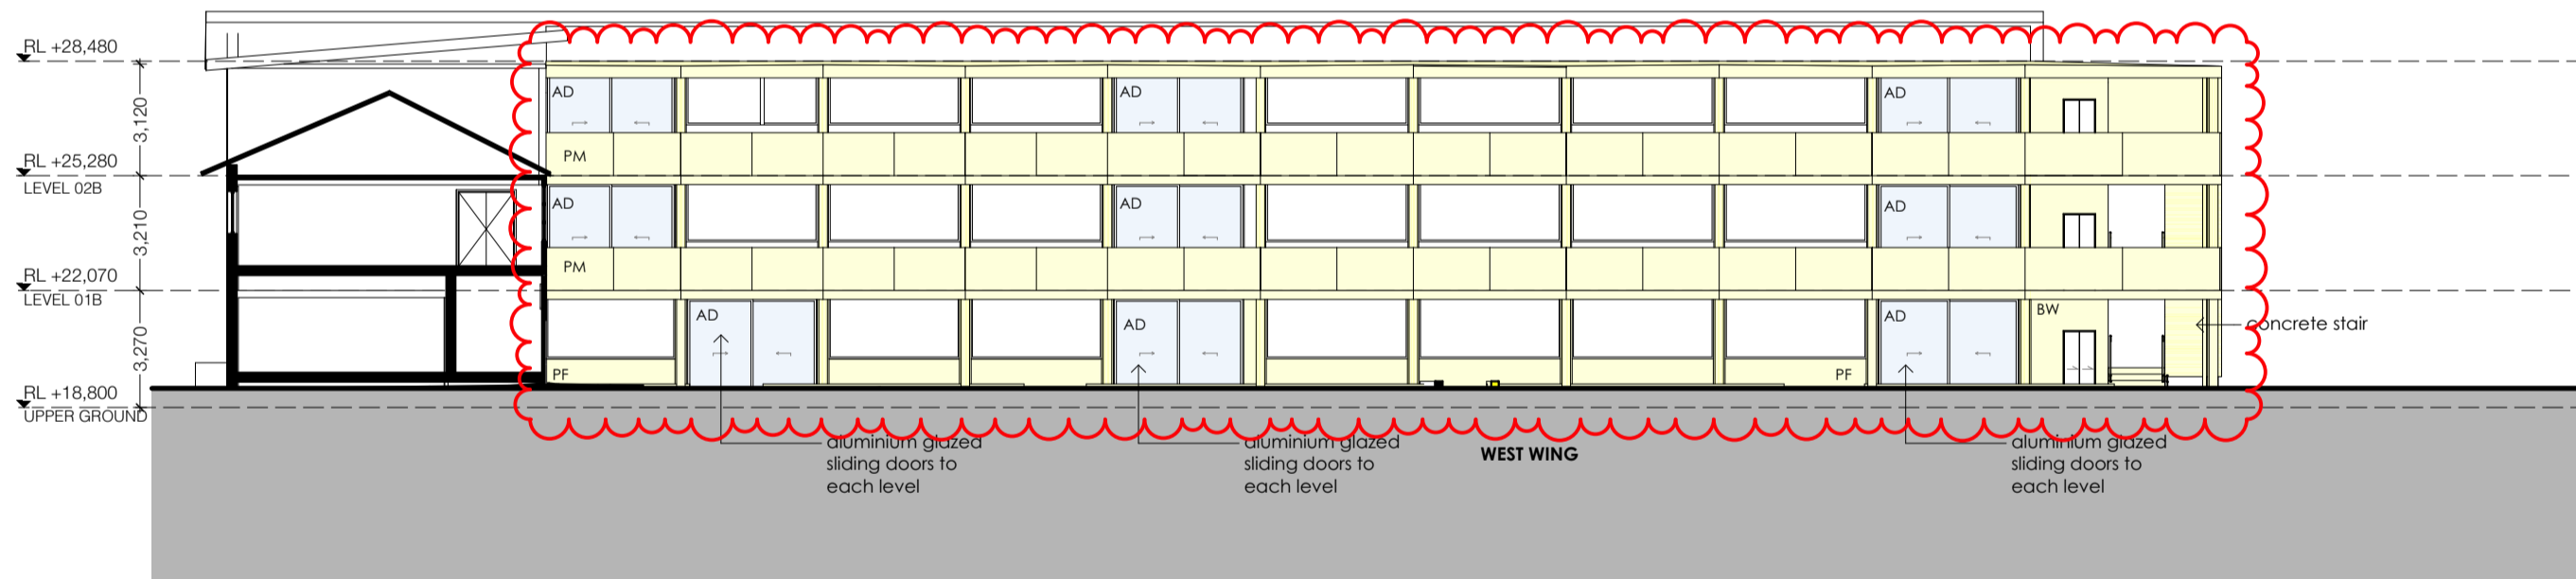 RL +28,480
3,120
AD
AD
AD
PM
RL +25,280
LEVEL 02B
3,210
AD
AD
AD
PM
RL +22,070
LEVEL 01B
3,270
AD
AD
AD
BW
concrete stair
PF
PF
RL +18,800
UPPER GROUND
aluminium glazed
sliding doors to
each level
aluminium glazed
sliding doors to
each level
WEST WING
aluminium glazed
sliding doors to
each level